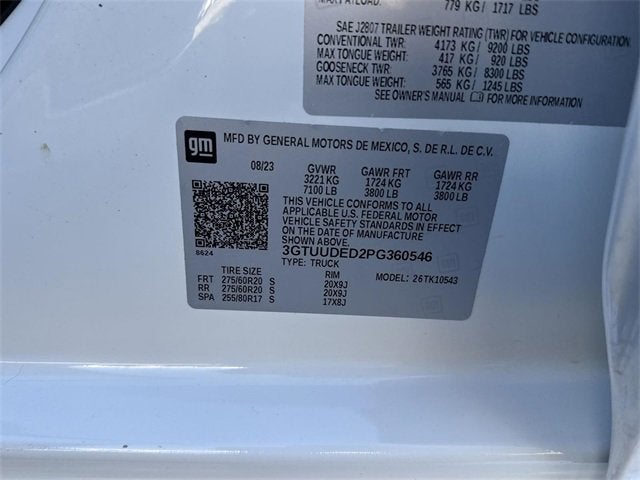 MAX PAYLOAD: 779 KG / 1717 LBS
SAE J2807 TRAILER WEIGHT RATING (TWR) FOR VEHICLE CONFIGURATION
CONVENTIONAL TWR: 4173 KG / 9200 LBS
MAX TONGUE WEIGHT: 417 KG / 920 LBS
GOOSENECK TWR: 3765 KG / 8300 LBS
MAX TONGUE WEIGHT: 565 KG / 1245 LBS
SEE OWNER'S MANUAL FOR MORE INFORMATION
gm MFD BY GENERAL MOTORS DE MEXICO, S. DE R.L. DE C.V.
08/23 GVWR GAWR FRT GAWR RR
3221 KG 1724 KG 1724 KG
7100 LB 3800 LB 3800 LB
THIS VEHICLE CONFORMS TO ALL
APPLICABLE U.S. FEDERAL MOTOR
VEHICLE SAFETY STANDARDS IN EFFECT
ON THE DATE OF MANUFACTURE
SHOWN ABOVE.
8624 3GTUUDED2PG360546
TYPE: TRUCK
TIRE SIZE RIM MODEL: 26TK10543
FRT 275/60R20 S 20X9J
RR 275/60R20 S 20X9J
SPA 255/80R17 S 17X8J